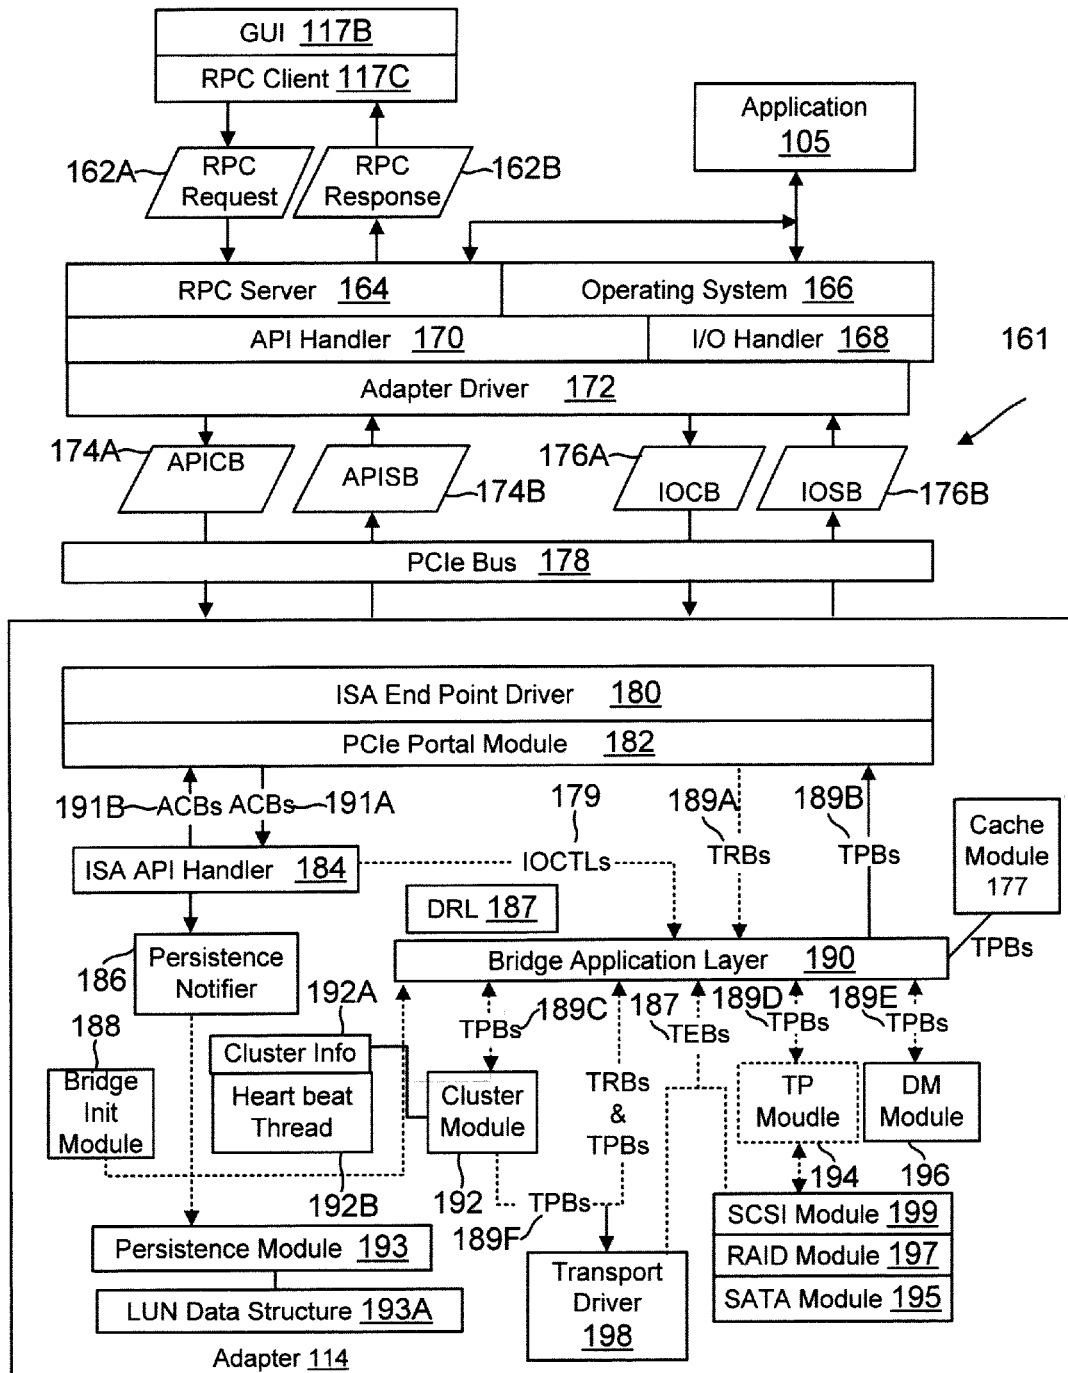 GUI 117B
RPC Client 117C
Application
105
162A
RPC
Request
RPC
Response
162B
RPC Server 164
Operating System 166
API Handler 170
I/O Handler 168
161
Adapter Driver 172
174A
APICB
APISB
174B
176A
IOCB
IOSB
176B
PCIe Bus 178
ISA End Point Driver 180
PCIe Portal Module 182
191B
ACBs
ACBs
191A
179
IOCTLs
189A
TRBs
189B
TPBs
Cache
Module
177
TPBs
ISA API Handler 184
DRL 187
Bridge Application Layer 190
186
Persistence
Notifier
188
Bridge
Init
Module
192A
Cluster Info
Heart beat
Thread
192B
TPBs
189C
Cluster
Module
192
187
TEBs
TRBs
&
TPBs
189D
TPBs
189E
TPBs
TP
Moudle
194
DM
Module
196
TPBs
189F
SCSI Module 199
RAID Module 197
SATA Module 195
Persistence Module 193
LUN Data Structure 193A
Transport
Driver
198
Adapter 114